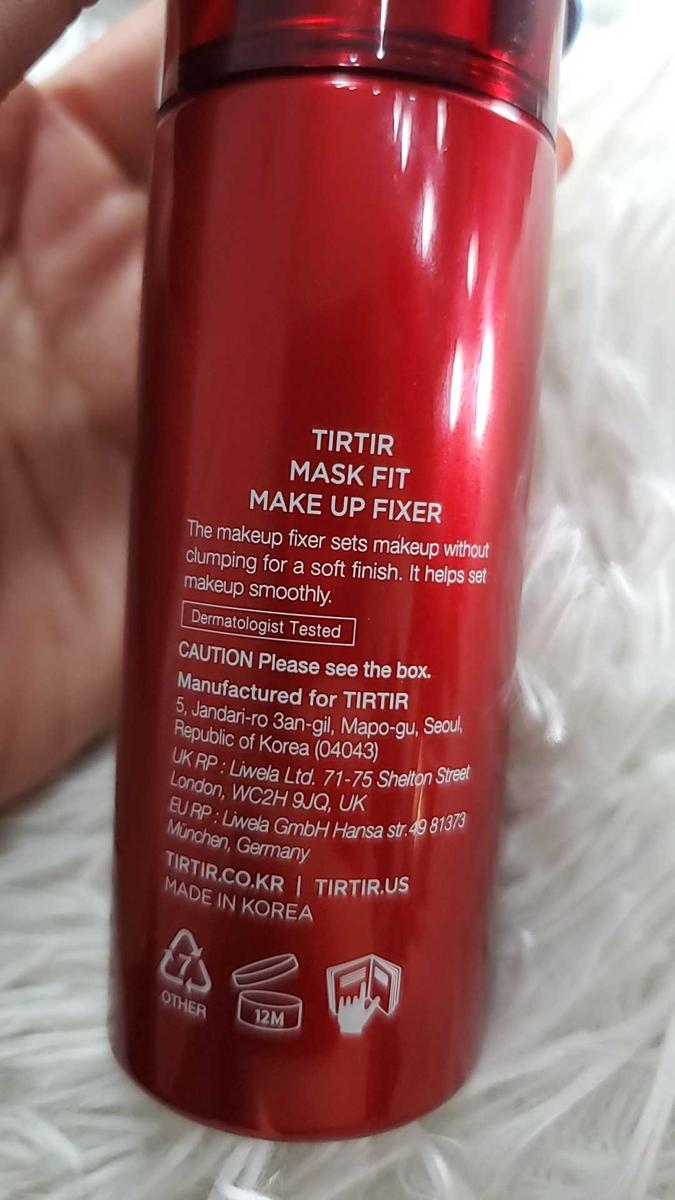 TIRTIR
MASK FIT
MAKE UP FIXER
The makeup fixer sets makeup without
clumping for a soft finish. It helps set
makeup smoothly.
Dermatologist Tested
CAUTION Please see the box.
Manufactured for TIRTIR
5, Jandari-ro 3an-gil, Mapo-gu, Seoul,
Republic of Korea (04043)
UK RP : Liwela Ltd. 71-75 Shelton Street
London, WC2H 9JQ, UK
EU RP : Liwela GmbH Hansa str.49 81373
München, Germany
TIRTIR.CO.KR | TIRTIR.US
MADE IN KOREA
7
OTHER
12M